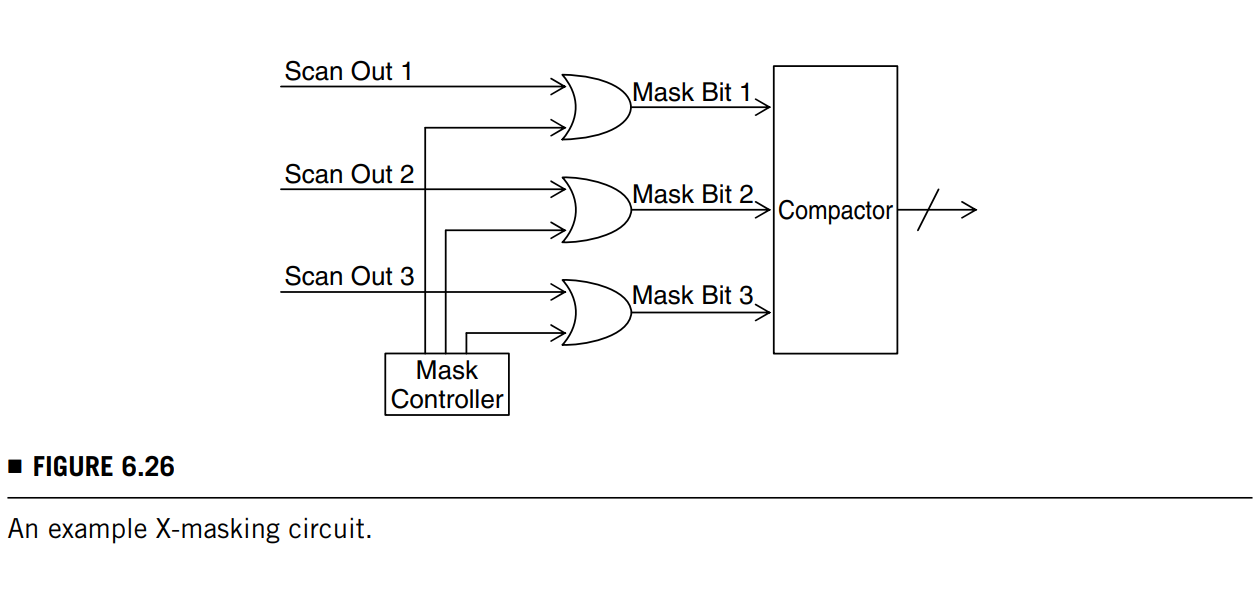 Scan Out 1
Mask Bit 1
Scan Out 2
Mask Bit 2
Compactor
Scan Out 3
Mask Bit 3
Mask
Controller
■ FIGURE 6.26
An example X-masking circuit.